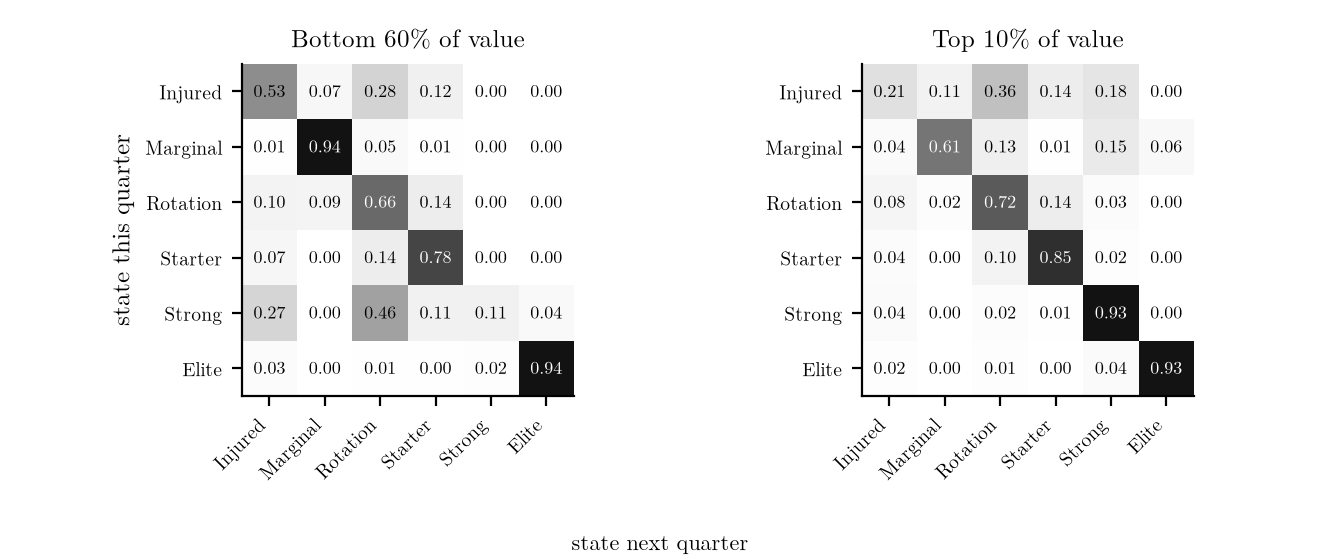 Bottom 60% of value
Top 10% of value
state this quarter
Injured 0.53 0.07 0.28 0.12 0.00 0.00
Marginal 0.01 0.94 0.05 0.01 0.00 0.00
Rotation 0.10 0.09 0.66 0.14 0.00 0.00
Starter 0.07 0.00 0.14 0.78 0.00 0.00
Strong 0.27 0.00 0.46 0.11 0.11 0.04
Elite 0.03 0.00 0.01 0.00 0.02 0.94
Injured Marginal Rotation Starter Strong Elite
Injured 0.21 0.11 0.36 0.14 0.18 0.00
Marginal 0.04 0.61 0.13 0.01 0.15 0.06
Rotation 0.08 0.02 0.72 0.14 0.03 0.00
Starter 0.04 0.00 0.10 0.85 0.02 0.00
Strong 0.04 0.00 0.02 0.01 0.93 0.00
Elite 0.02 0.00 0.01 0.00 0.04 0.93
Injured Marginal Rotation Starter Strong Elite
state next quarter